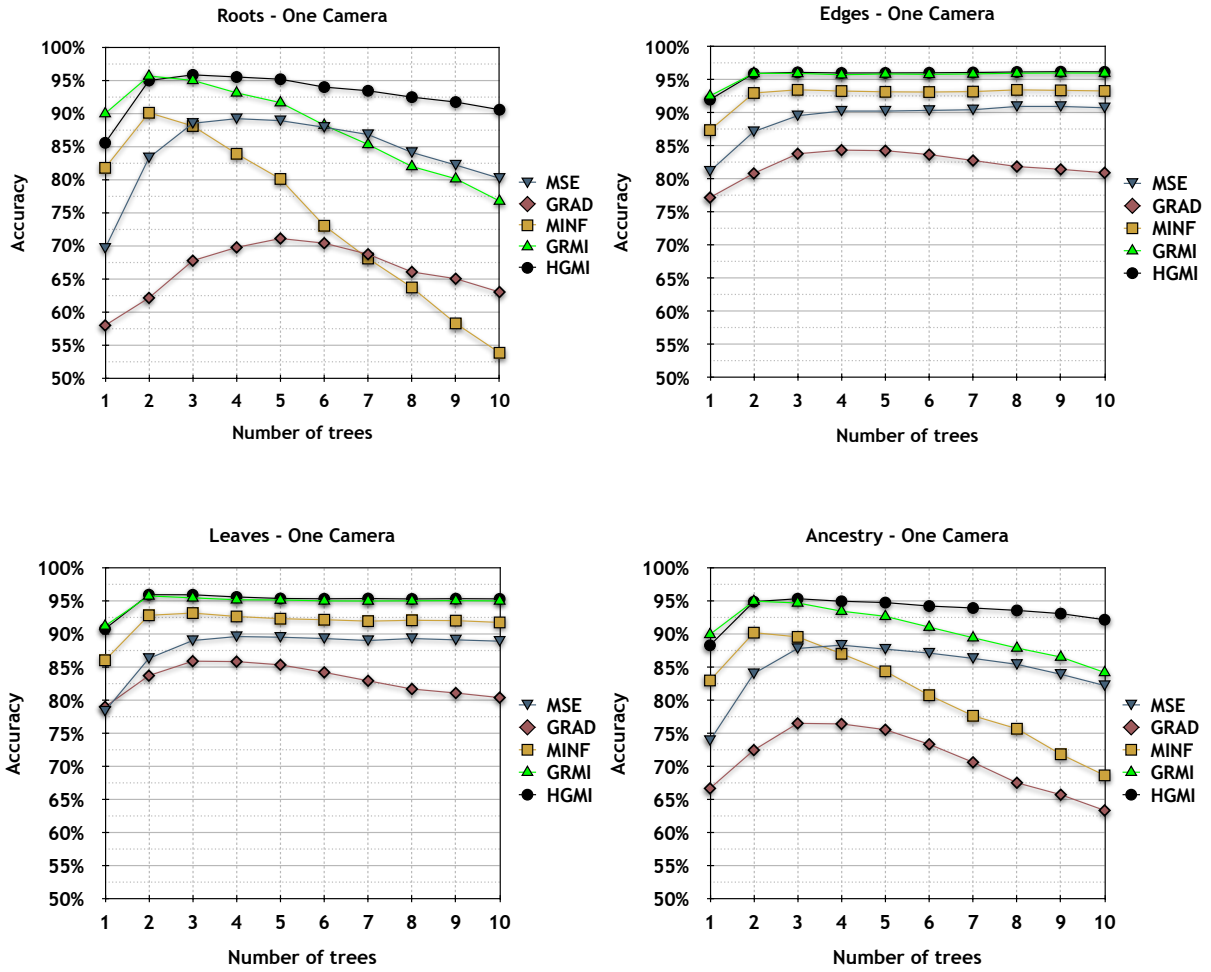 Roots - One Camera
100%
95%
90%
85%
80%
75%
70%
65%
60%
55%
50%
Accuracy
1 2 3 4 5 6 7 8 9 10
Number of trees
MSE
GRAD
MINF
GRMI
HGMI
Edges - One Camera
100%
95%
90%
85%
80%
75%
70%
65%
60%
55%
50%
Accuracy
1 2 3 4 5 6 7 8 9 10
Number of trees
MSE
GRAD
MINF
GRMI
HGMI
Leaves - One Camera
100%
95%
90%
85%
80%
75%
70%
65%
60%
55%
50%
Accuracy
1 2 3 4 5 6 7 8 9 10
Number of trees
MSE
GRAD
MINF
GRMI
HGMI
Ancestry - One Camera
100%
95%
90%
85%
80%
75%
70%
65%
60%
55%
50%
Accuracy
1 2 3 4 5 6 7 8 9 10
Number of trees
MSE
GRAD
MINF
GRMI
HGMI